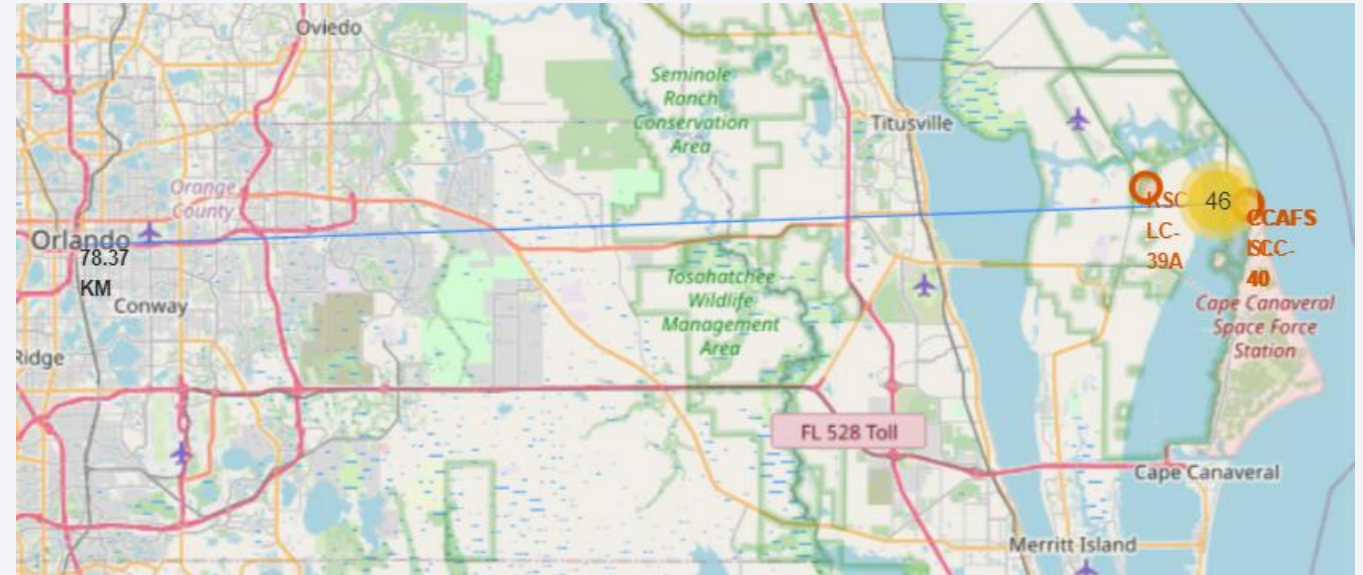 Oviedo
Seminole
Ranch
Conservation
Area
Titusville
Orange
County
Orlando
78.37
KM
Conway
Ridge
46
KSC
LC-
39A
CCAFS
40
Cape Canaveral
Space Force
Station
Tosohatchee
Wildlife
Management
Area
FL 528 Toll
Cape Canaveral
Merritt Island